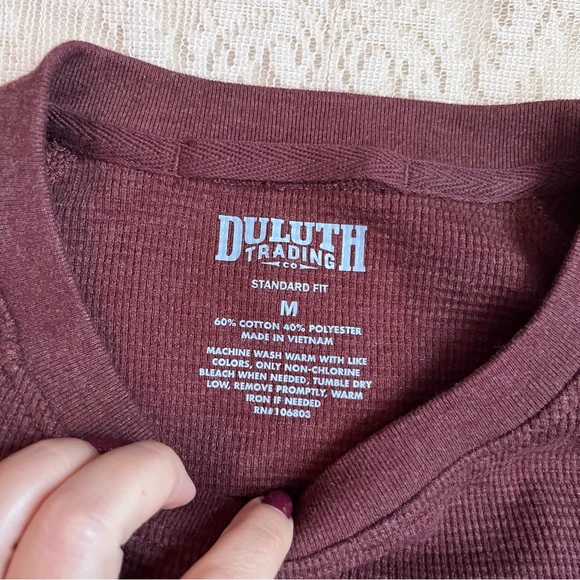 DULUTH
TRADING
CO
STANDARD FIT
M
60% COTTON 40% POLYESTER
MADE IN VIETNAM
MACHINE WASH WARM WITH LIKE
COLORS, ONLY NON-CHLORINE
BLEACH WHEN NEEDED, TUMBLE DRY
LOW, REMOVE PROMPTLY, WARM
IRON IF NEEDED
RN#106803